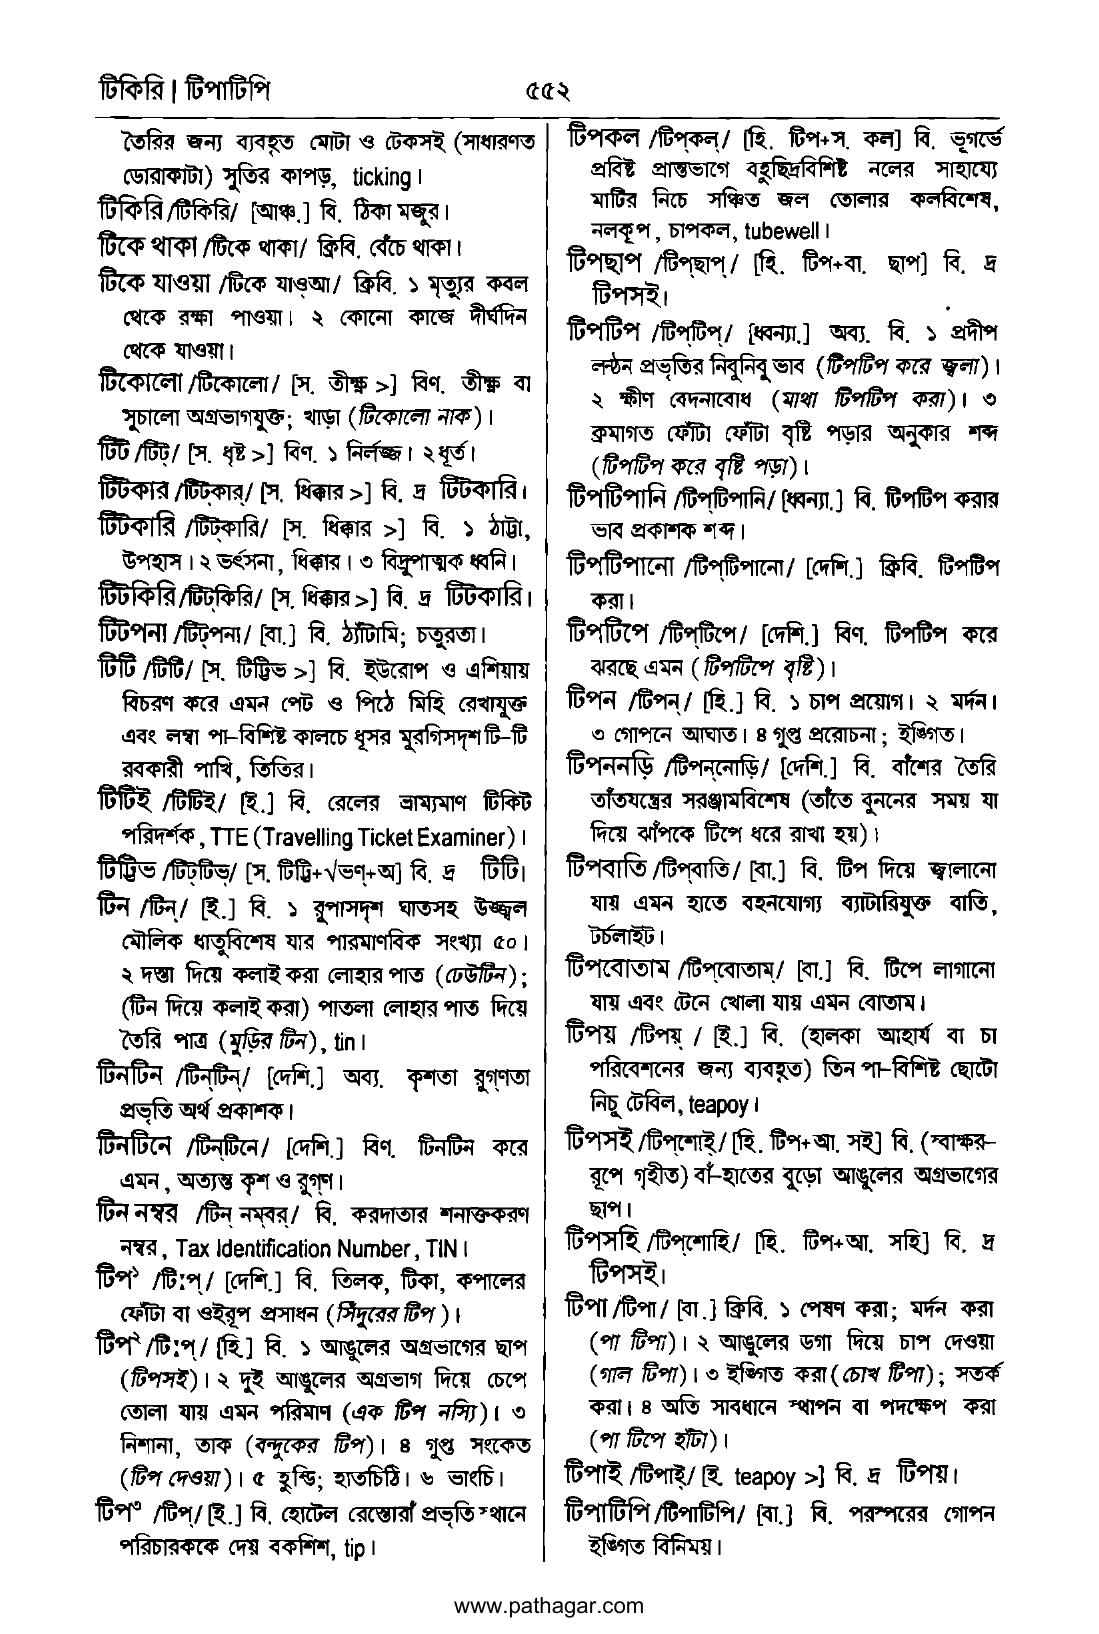 টিকিরি | টিপাটিপি
৫৫২
তৈরির জন্য ব্যবহৃত মোটা ও টেকসই (সাধারণত
ডোরাকাটা) সুতির কাপড়, ticking।
টিকিরি /টিকিরি/ [আঞ্চ.] বি. ঠিকা মজুর।
টিকে থাকা /টিকে থাকা/ ক্রিবি. বেঁচে থাকা।
টিকে যাওয়া /টিকে যাওআ/ ক্রিবি. ১ মৃত্যুর কবল
থেকে রক্ষা পাওয়া। ২ কোনো কাজে দীর্ঘদিন
থেকে যাওয়া।
টিকোলো /টিকোলো/ [স. তীক্ষ্ণ >] বিণ. তীক্ষ্ণ বা
সুচালো অগ্রভাগযুক্ত; খাড়া (টিকোলো নাক)।
টিট /টিট্/ [স. ধৃষ্ট >] বিণ. ১ নির্লজ্জ। ২ ধূর্ত।
টিটকার /টিট্‌কার্/ [স. ধিক্কার >] বি. দ্র টিটকারি।
টিটকারি /টিট্‌কারি/ [স. ধিক্কার >] বি. ১ ঠাট্টা,
উপহাস। ২ ভর্ৎসনা, ধিক্কার। ৩ বিদ্রুপাত্মক ধ্বনি।
টিটকিরি /টিট্‌কিরি/ [স. ধিক্কার >] বি. দ্র টিটকারি।
টিটপনা /টিট্‌পনা/ [বা.] বি. ঠ্যাঁটামি; চতুরতা।
টিটি /টিটি/ [স. টিট্টিভ >] বি. ইউরোপ ও এশিয়ায়
বিচরণ করে এমন পেট ও পিঠে মিহি রেখাযুক্ত
এবং লম্বা পা-বিশিষ্ট কালচে ধূসর মুরগিসদৃশ টি-টি
রবকারী পাখি, তিতির।
টিটিই /টিটিই/ [ই.] বি. রেলের ভ্রাম্যমাণ টিকিট
পরিদর্শক, TTE (Travelling Ticket Examiner)।
টিট্টিভ /টিট্‌টিভ্/ [স. টিট্টি+√ভণ্+অ] বি. দ্র টিটি।
টিন /টিন্/ [ই.] বি. ১ রুপাসদৃশ ঘাতসহ উজ্জ্বল
মৌলিক ধাতুবিশেষ যার পারমাণবিক সংখ্যা ৫০।
২ দস্তা দিয়ে কলাই করা লোহার পাত (ঢেউটিন);
(টিন দিয়ে কলাই করা) পাতলা লোহার পাত দিয়ে
তৈরি পাত্র (মুড়ির টিন), tin।
টিনটিন /টিন্‌টিন্/ [দেশি.] অব্য. কৃশতা রুগ্‌ণতা
প্রভৃতি অর্থ প্রকাশক।
টিনটিনে /টিন্‌টিনে/ [দেশি.] বিণ. টিনটিন করে
এমন, অত্যন্ত কৃশ ও রুগ্‌ণ।
টিন নম্বর /টিন্ নম্‌বর্/ বি. করদাতার শনাক্তকরণ
নম্বর, Tax Identification Number, TIN।
টিপ১ /টি:প্/ [দেশি.] বি. তিলক, টিকা, কপালের
ফোঁটা বা ওইরূপ প্রসাধন (সিঁদুরের টিপ)।
টিপ২ /টি:প্/ [হি.] বি. ১ আঙুলের অগ্রভাগের ছাপ
(টিপসই)। ২ দুই আঙুলের অগ্রভাগ দিয়ে চেপে
তোলা যায় এমন পরিমাণ (এক টিপ নস্যি)। ৩
নিশানা, তাক (বন্দুকের টিপ)। ৪ গুপ্ত সংকেত
(টিপ দেওয়া)। ৫ হুন্ডি; হাতচিঠি। ৬ ভাংচি।
টিপ৩ /টিপ্/ [ই.] বি. হোটেল রেস্তোরাঁ প্রভৃতি স্থানে
পরিচারককে দেয় বকশিশ, tip।
টিপকল /টিপ্‌কল্/ [হি. টিপ+স. কল] বি. ভূগর্ভে
প্রবিষ্ট প্রান্তভাগে বহুছিদ্রবিশিষ্ট নলের সাহায্যে
মাটির নিচে সঞ্চিত জল তোলার কলবিশেষ,
নলকূপ, চাপকল, tubewell।
টিপছাপ /টিপ্‌ছাপ্/ [হি. টিপ+বা. ছাপ] বি. দ্র
টিপসই।
টিপটিপ /টিপ্‌টিপ্/ [ধ্বন্যা.] অব্য. বি. ১ প্রদীপ
লণ্ঠন প্রভৃতির নিবুনিবু ভাব (টিপটিপ করে জ্বলা)।
২ ক্ষীণ বেদনাবোধ (মাথা টিপটিপ করা)। ৩
ক্রমাগত ফোঁটা ফোঁটা বৃষ্টি পড়ার অনুকার শব্দ
(টিপটিপ করে বৃষ্টি পড়া)।
টিপটিপানি /টিপ্‌টিপানি/ [ধ্বন্যা.] বি. টিপটিপ করার
ভাব প্রকাশক শব্দ।
টিপটিপানো /টিপ্‌টিপানো/ [দেশি.] ক্রিবি. টিপটিপ
করা।
টিপটিপে /টিপ্‌টিপে/ [দেশি.] বিণ. টিপটিপ করে
ঝরছে এমন (টিপটিপে বৃষ্টি)।
টিপন /টিপন্/ [হি.] বি. ১ চাপ প্রয়োগ। ২ মর্দন।
৩ গোপনে আঘাত। ৪ গুপ্ত প্ররোচনা; ইঙ্গিত।
টিপননড়ি /টিপন্‌নোড়ি/ [দেশি.] বি. বাঁশের তৈরি
তাঁতযন্ত্রের সরঞ্জামবিশেষ (তাঁতে বুননের সময় যা
দিয়ে ঝাঁপকে টিপে ধরে রাখা হয়)।
টিপবাতি /টিপ্‌বাতি/ [বা.] বি. টিপ দিয়ে জ্বালানো
যায় এমন হাতে বহনযোগ্য ব্যাটারিযুক্ত বাতি,
টর্চলাইট।
টিপবোতাম /টিপ্‌বোতাম্/ [বা.] বি. টিপে লাগানো
যায় এবং টেনে খোলা যায় এমন বোতাম।
টিপয় /টিপয়্ / [ই.] বি. (হালকা আহার্য বা চা
পরিবেশনের জন্য ব্যবহৃত) তিন পা-বিশিষ্ট ছোটো
নিচু টেবিল, teapoy।
টিপসই /টিপ্‌শোই্/ [হি. টিপ+আ. সই] বি. (স্বাক্ষর-
রূপে গৃহীত) বাঁ-হাতের বুড়ো আঙুলের অগ্রভাগের
ছাপ।
টিপসহি /টিপ্‌শোহি/ [হি. টিপ+আ. সহি] বি. দ্র
টিপসই।
টিপা /টিপা/ [বা.] ক্রিবি. ১ পেষণ করা; মর্দন করা
(পা টিপা)। ২ আঙুলের ডগা দিয়ে চাপ দেওয়া
(গাল টিপা)। ৩ ইঙ্গিত করা (চোখ টিপা); সতর্ক
করা। ৪ অতি সাবধানে স্থাপন বা পদক্ষেপ করা
(পা টিপে হাঁটা)।
টিপাই /টিপাই্/ [ই. teapoy >] বি. দ্র টিপয়।
টিপাটিপি /টিপাটিপি/ [বা.] বি. পরস্পরের গোপন
ইঙ্গিত বিনিময়।
www.pathagar.com